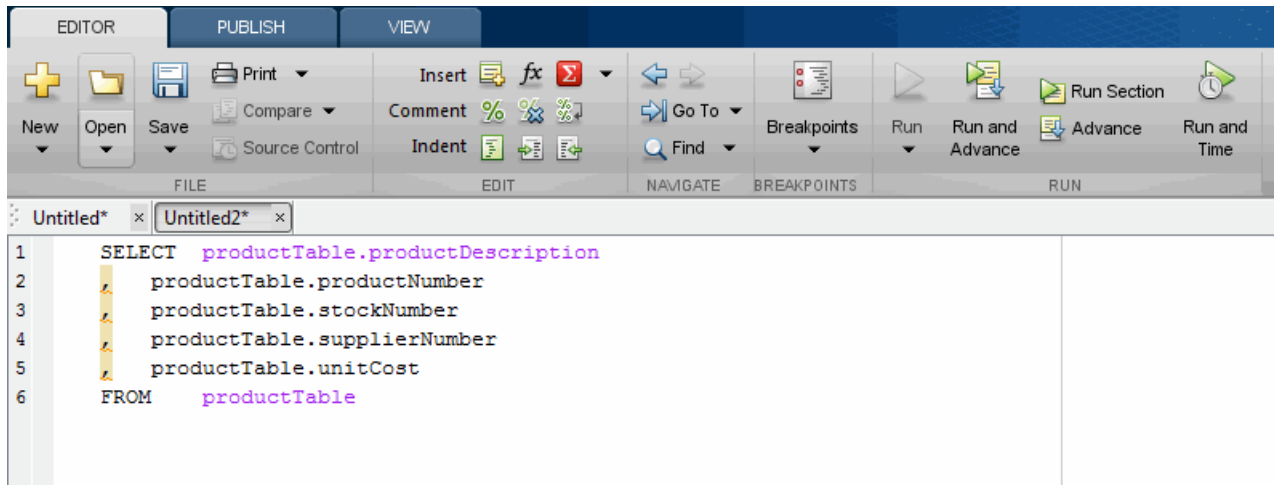 EDITOR PUBLISH VIEW
Print Insert fx
Compare Comment Go To Run Section
New Open Save Breakpoints Run Run and Advance Advance Run and Time
Source Control Indent Find
FILE EDIT NAVIGATE BREAKPOINTS RUN
Untitled* × Untitled2* ×
1 SELECT productTable.productDescription
2 , productTable.productNumber
3 , productTable.stockNumber
4 , productTable.supplierNumber
5 , productTable.unitCost
6 FROM productTable